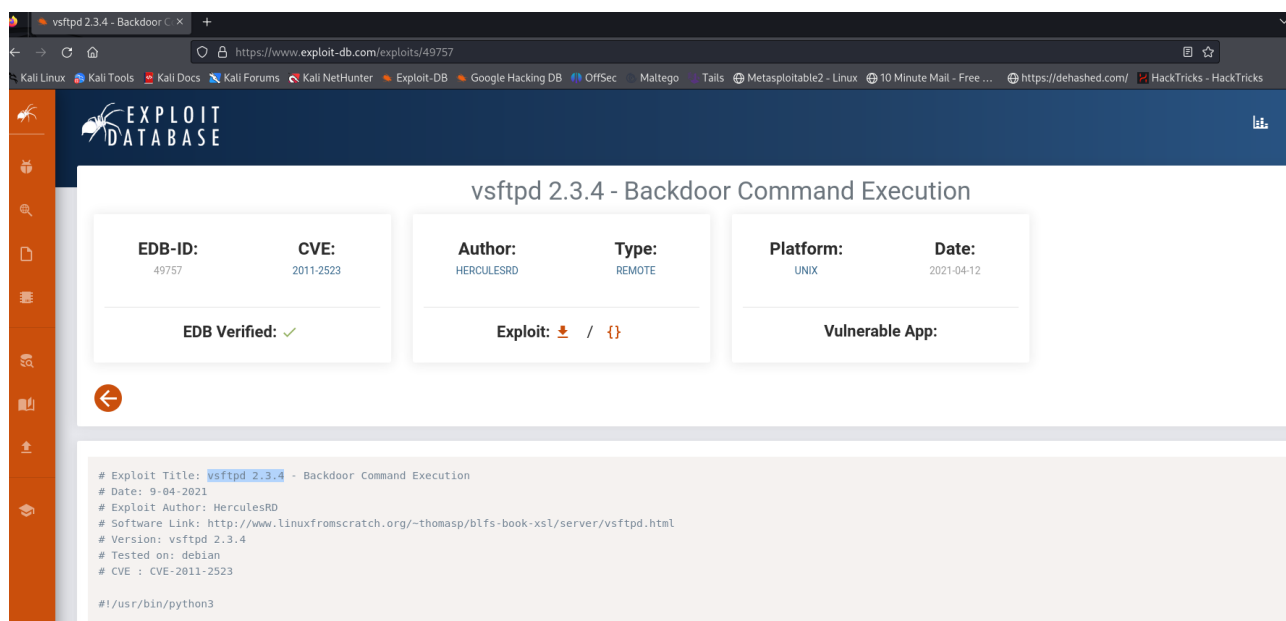 vsftpd 2.3.4 - Backdoor C
https://www.exploit-db.com/exploits/49757
Kali Linux Kali Tools Kali Docs Kali Forums Kali NetHunter Exploit-DB Google Hacking DB OffSec Maltego Tails Metasploitable2 - Linux 10 Minute Mail - Free ... https://dehashed.com/ HackTricks - HackTricks
EXPLOIT
DATABASE
vsftpd 2.3.4 - Backdoor Command Execution
EDB-ID: CVE: Author: Type: Platform: Date:
49757 2011-2523 HERCULESRD REMOTE UNIX 2021-04-12
EDB Verified: Exploit: / {} Vulnerable App:
# Exploit Title: vsftpd 2.3.4 - Backdoor Command Execution
# Date: 9-04-2021
# Exploit Author: HerculesRD
# Software Link: http://www.linuxfromscratch.org/~thomasp/blfs-book-xsl/server/vsftpd.html
# Version: vsftpd 2.3.4
# Tested on: debian
# CVE : CVE-2011-2523
#!/usr/bin/python3